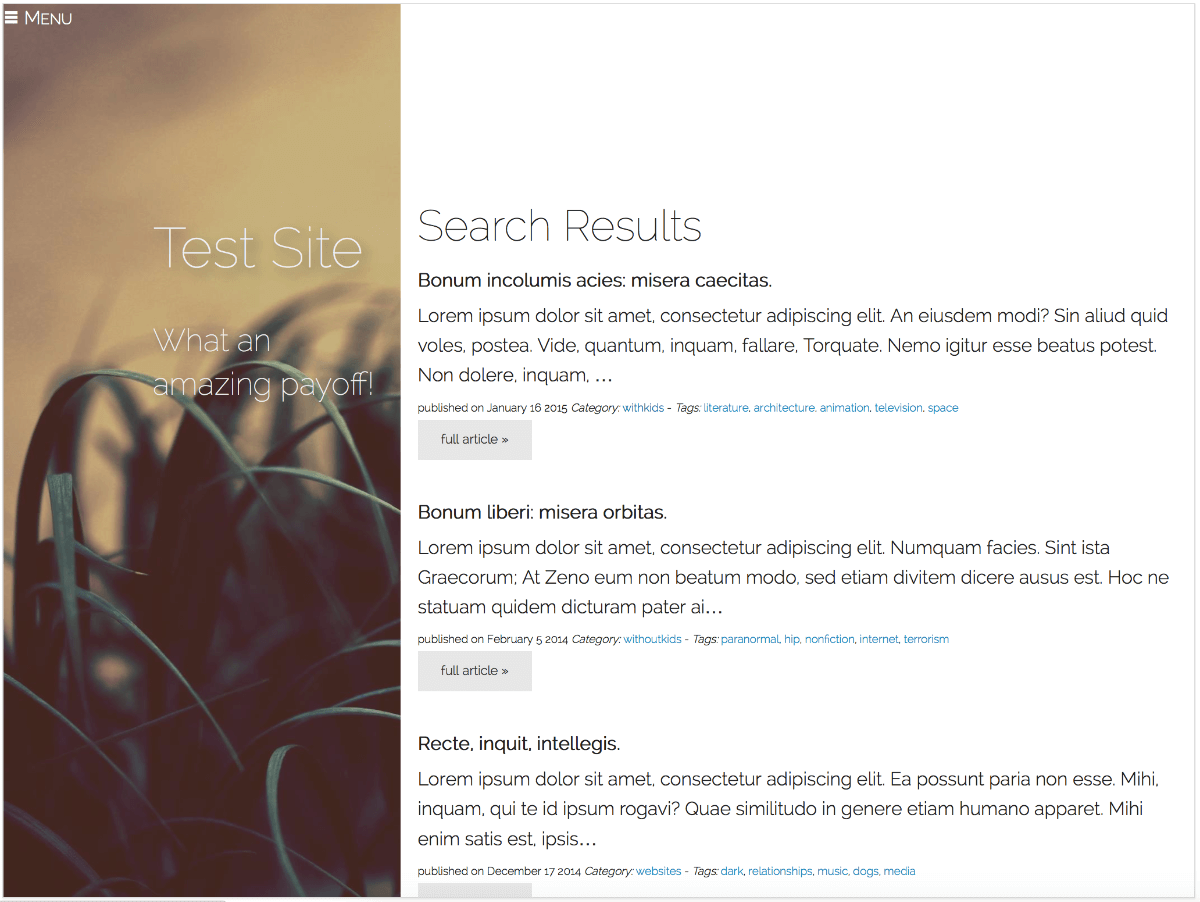 Menu
Test Site
What an
amazing payoff!
Search Results
Bonum incolumis acies: misera caecitas.
Lorem ipsum dolor sit amet, consectetur adipiscing elit. An eiusdem modi? Sin aliud quid
voles, postea. Vide, quantum, inquam, fallare, Torquate. Nemo igitur esse beatus potest.
Non dolere, inquam, …
published on January 16 2015 Category: withkids - Tags: literature, architecture, animation, television, space
full article »
Bonum liberi: misera orbitas.
Lorem ipsum dolor sit amet, consectetur adipiscing elit. Numquam facies. Sint ista
Graecorum; At Zeno eum non beatum modo, sed etiam divitem dicere ausus est. Hoc ne
statuam quidem dicturam pater ai…
published on February 5 2014 Category: withoutkids - Tags: paranormal, hip, nonfiction, internet, terrorism
full article »
Recte, inquit, intellegis.
Lorem ipsum dolor sit amet, consectetur adipiscing elit. Ea possunt paria non esse. Mihi,
inquam, qui te id ipsum rogavi? Quae similitudo in genere etiam humano apparet. Mihi
enim satis est, ipsis…
published on December 17 2014 Category: websites - Tags: dark, relationships, music, dogs, media